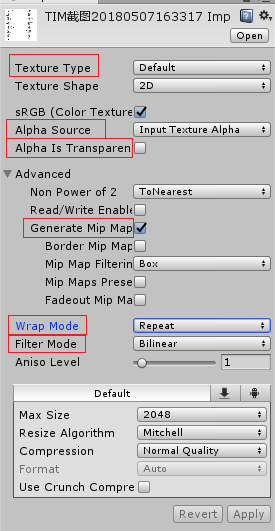 TIM截图20180507163317 Imp
Open
Texture Type Default
Texture Shape 2D
sRGB (Color Texture
Alpha Source Input Texture Alpha
Alpha Is Transparen
Advanced
Non Power of 2 ToNearest
Read/Write Enable
Generate Mip Map
Border Mip Map
Mip Map Filterin Box
Mip Maps Prese
Fadeout Mip Ma
Wrap Mode Repeat
Filter Mode Bilinear
Aniso Level 1
Default
Max Size 2048
Resize Algorithm Mitchell
Compression Normal Quality
Format Auto
Use Crunch Compre
Revert Apply